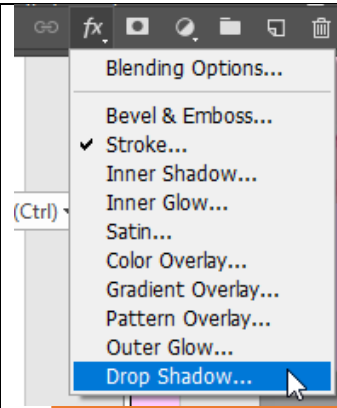 fx
Blending Options...
Bevel & Emboss...
Stroke...
Inner Shadow...
Inner Glow...
(Ctrl)
Satin...
Color Overlay...
Gradient Overlay...
Pattern Overlay...
Outer Glow...
Drop Shadow...